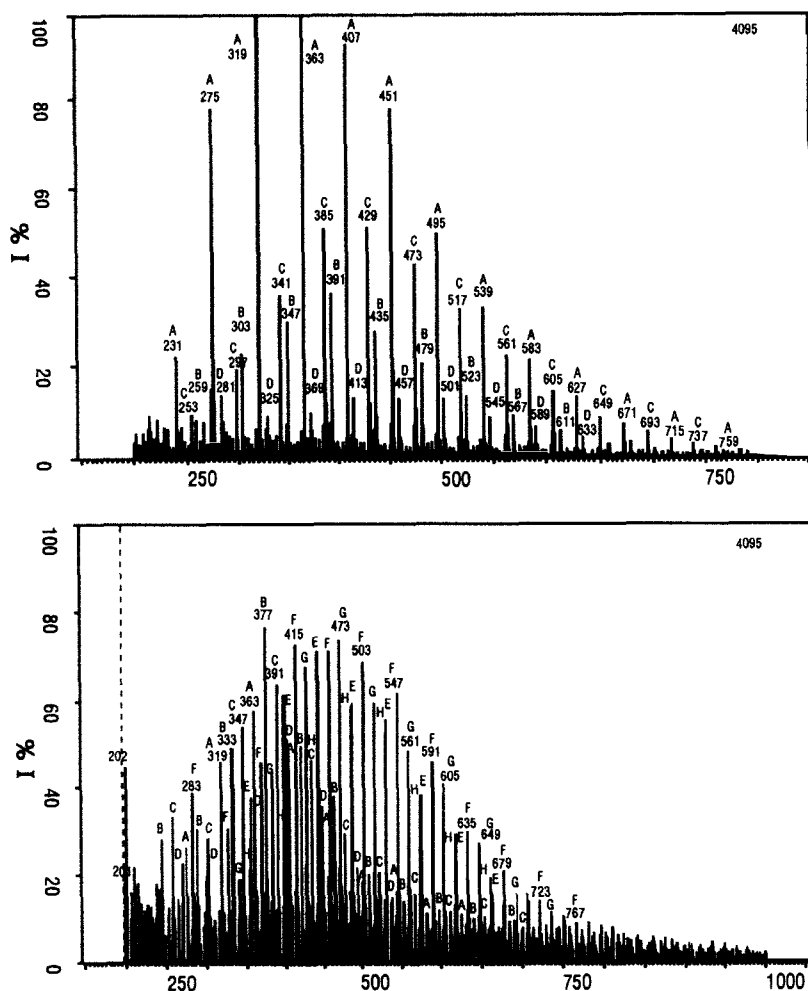 100
80
60
40
20
0
I %
4095
A
319
A
363
A
407
A
275
A
451
C
385
C
429
A
495
C
473
B
391
C
341
B
347
B
303
B
435
A
231
C
297
B
259
D
281
C
253
D
325
D
369
D
413
D
457
B
479
D
501
C
517
B
523
A
539
D
545
C
561
B
567
A
583
D
589
C
605
B
611
A
627
D
633
C
649
A
671
C
693
A
715
C
737
A
759
250
500
750
100
80
60
40
20
0
I %
4095
202
B
377
F
415
G
473
F
503
F
547
C
391
A
363
C
347
B
333
A
319
F
283
G
561
F
591
G
605
F
635
G
649
F
679
F
723
F
767
B
C
D
A
B
C
D
F
G
E
F
G
E
D
A
B
G
H
C
E
F
D
A
B
C
H
E
D
A
B
G
C
H
E
D
A
B
C
H
E
A
B
C
H
E
A
B
C
H
E
B
G
C
G
250
500
750
1000